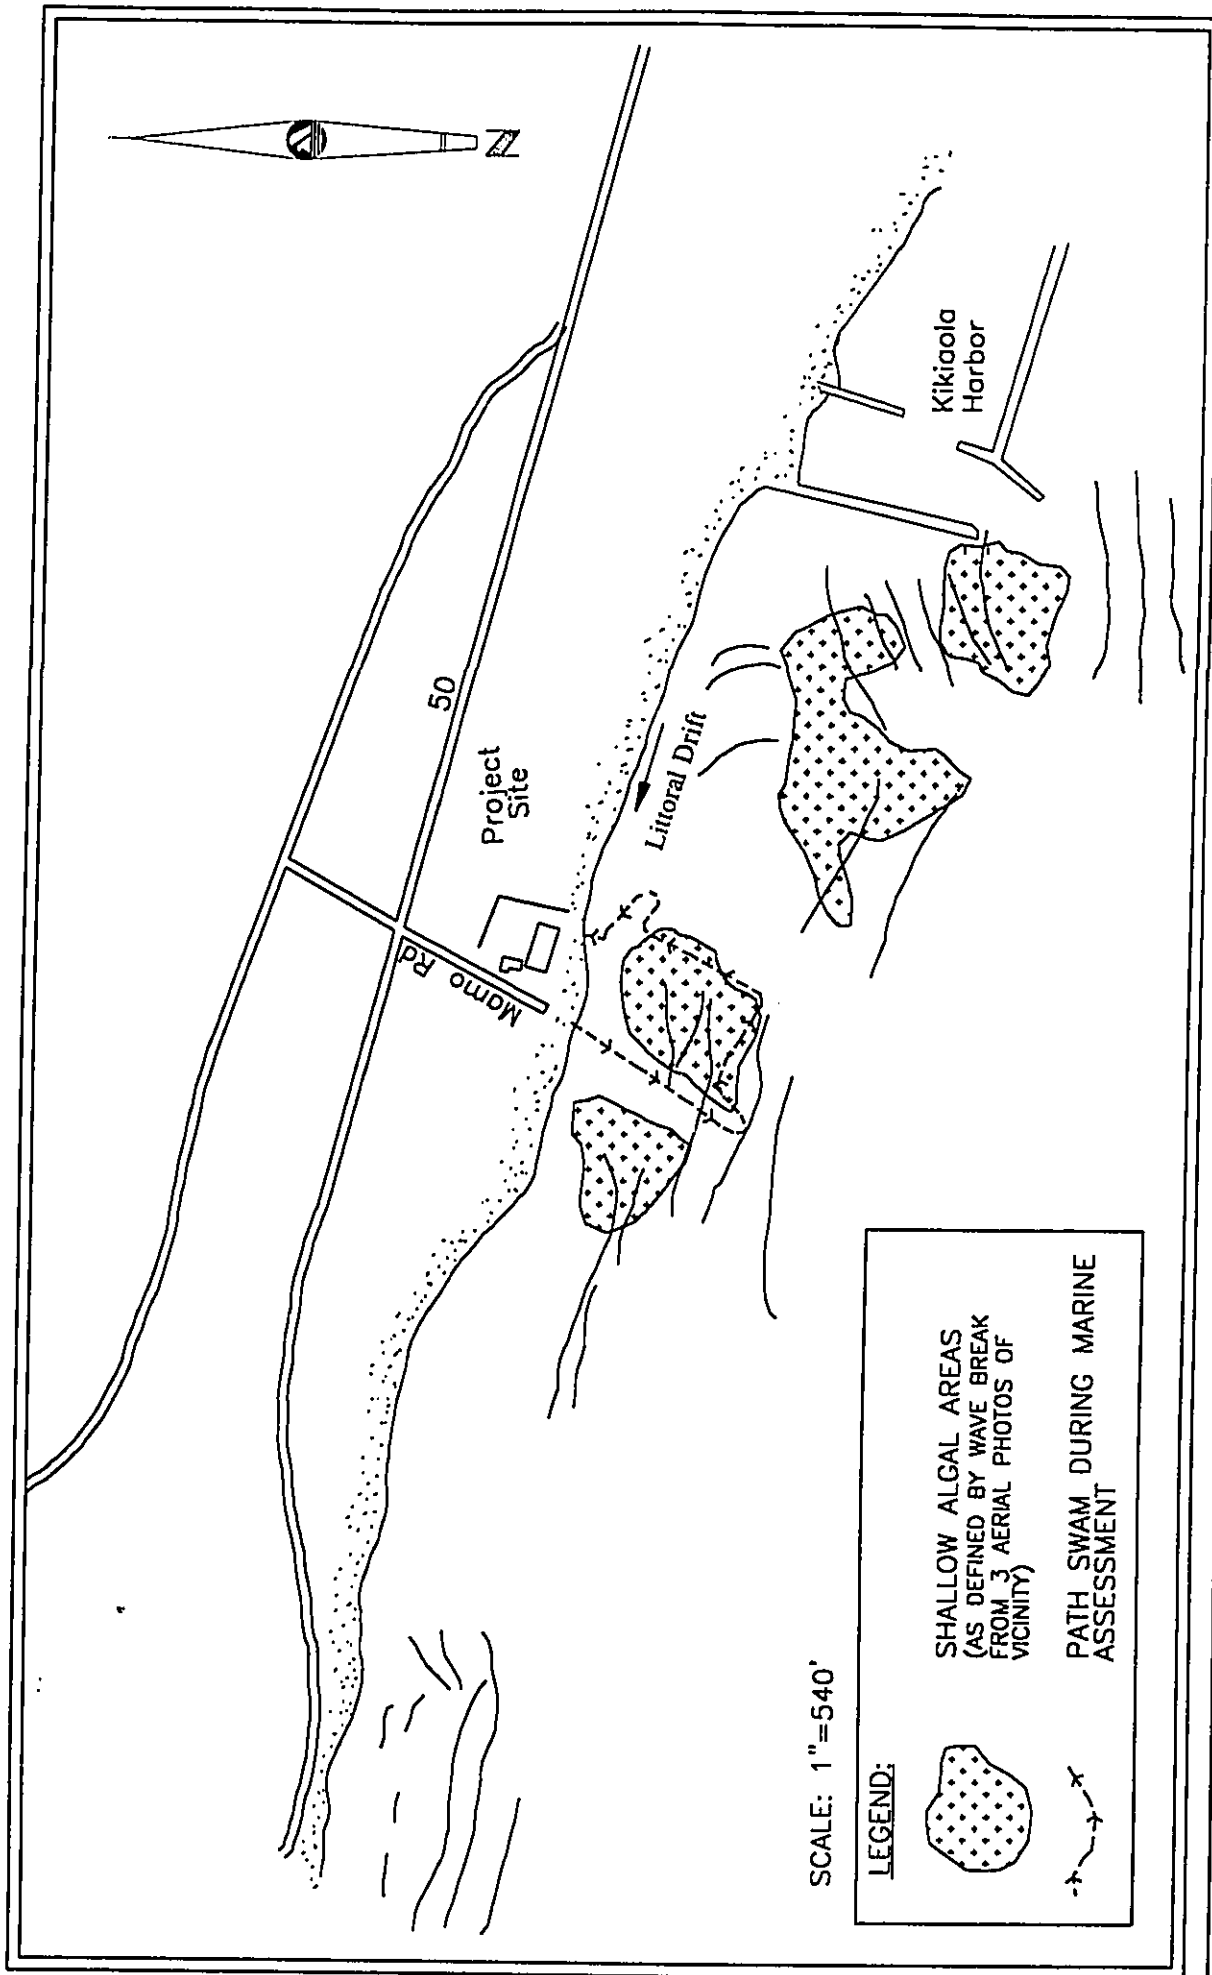 N
50
Project
Site
Mamo Rd
Littoral Drift
Kikiaola
Harbor
SCALE: 1"=540'
LEGEND:
SHALLOW ALGAL AREAS
(AS DEFINED BY WAVE BREAK
FROM 3 AERIAL PHOTOS OF
VICINITY)
PATH SWAM DURING MARINE
ASSESSMENT